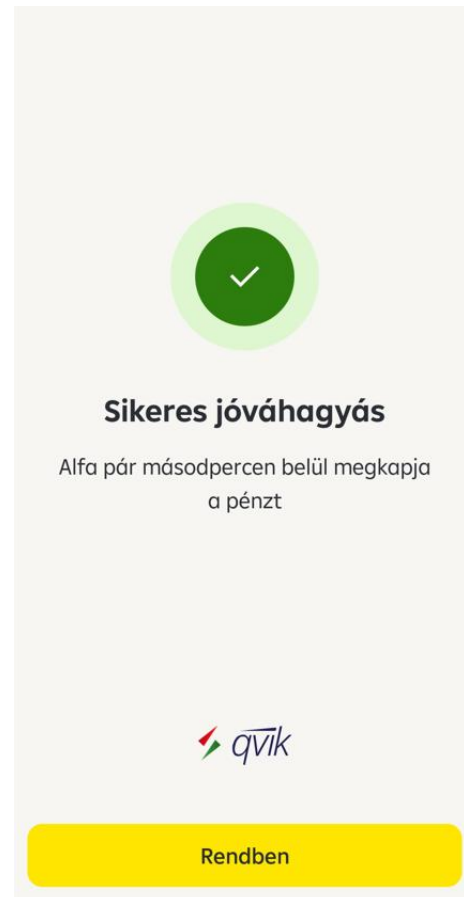 Sikeres jóváhagyás
Alfa pár másodpercen belül megkapja
a pénzt
qvik
Rendben